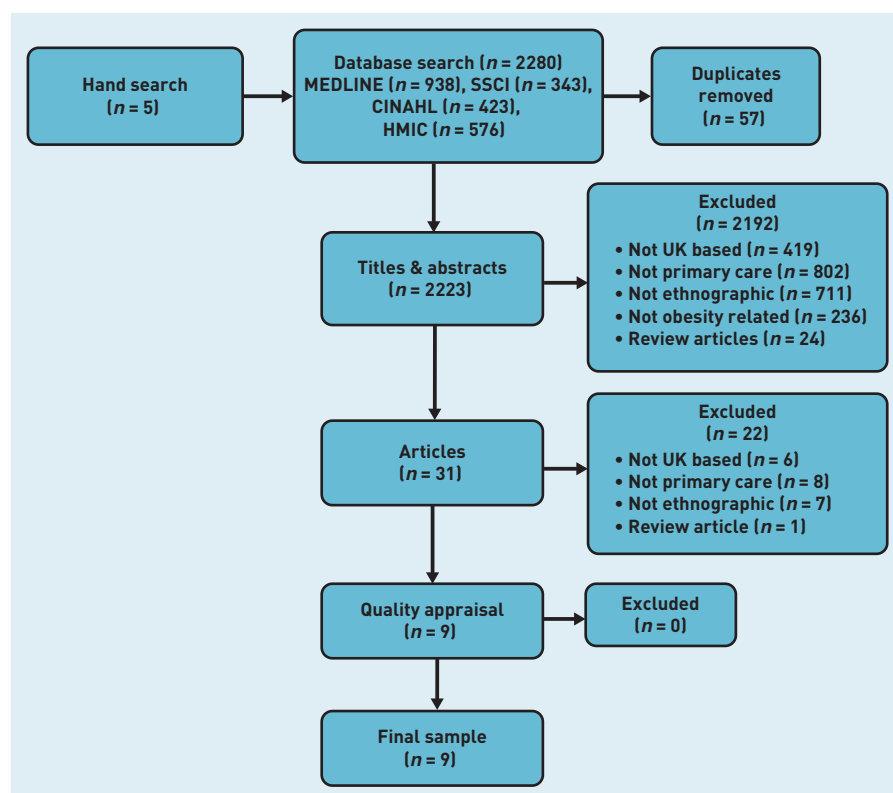 Hand search
(n = 5)
Database search (n = 2280)
MEDLINE (n = 938), SSCI (n = 343),
CINAHL (n = 423),
HMIC (n = 576)
Duplicates
removed
(n = 57)
Titles & abstracts
(n = 2223)
Excluded
(n = 2192)
• Not UK based (n = 419)
• Not primary care (n = 802)
• Not ethnographic (n = 711)
• Not obesity related (n = 236)
• Review articles (n = 24)
Articles
(n = 31)
Excluded
(n = 22)
• Not UK based (n = 6)
• Not primary care (n = 8)
• Not ethnographic (n = 7)
• Review article (n = 1)
Quality appraisal
(n = 9)
Excluded
(n = 0)
Final sample
(n = 9)